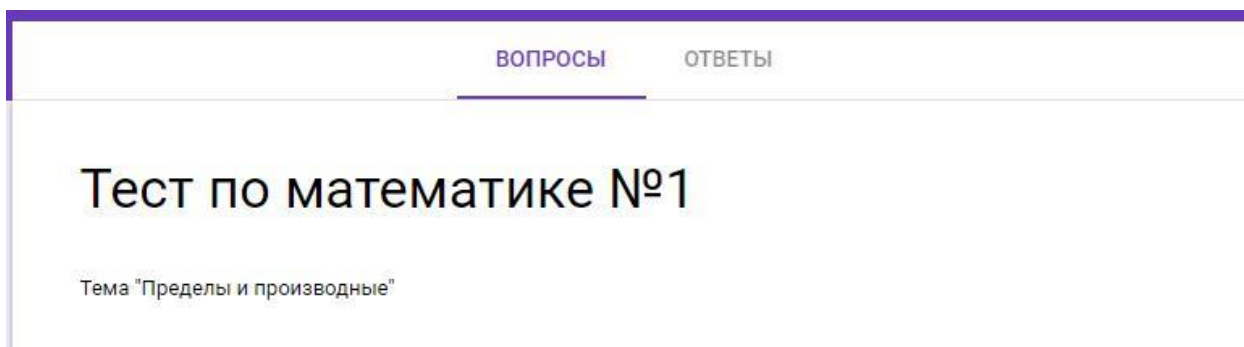 ВОПРОСЫ ОТВЕТЫ
Тест по математике №1
Тема "Пределы и производные"